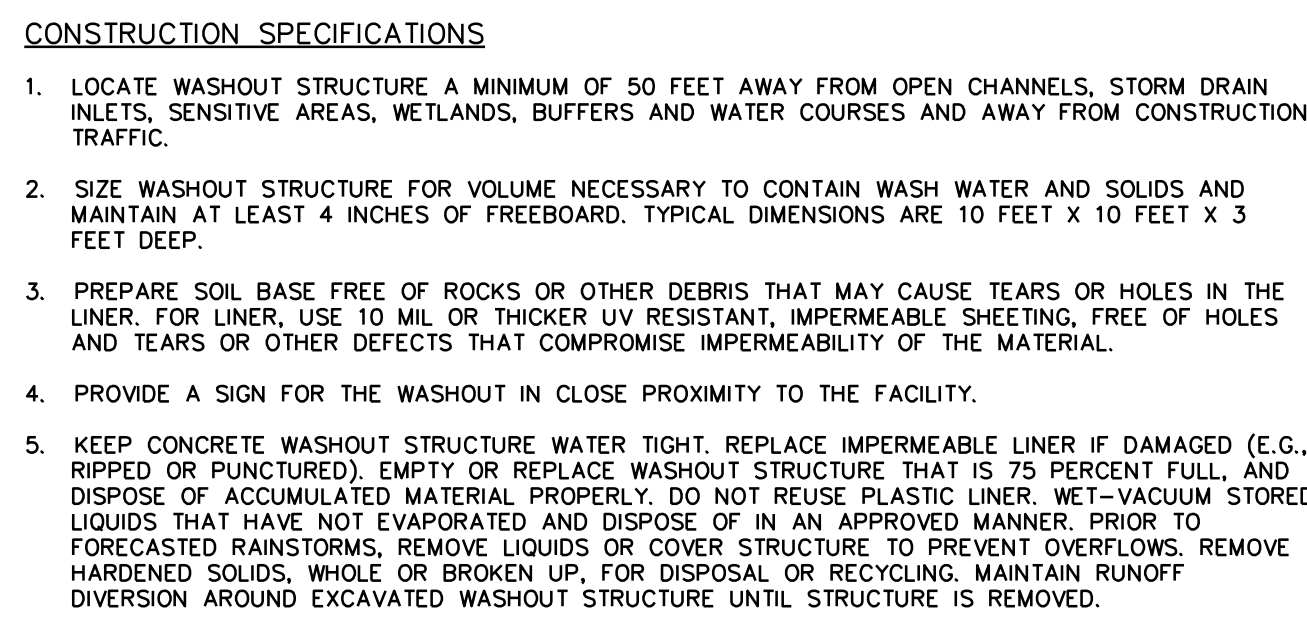 CONSTRUCTION SPECIFICATIONS
1. LOCATE WASHOUT STRUCTURE A MINIMUM OF 50 FEET AWAY FROM OPEN CHANNELS, STORM DRAIN
INLETS, SENSITIVE AREAS, WETLANDS, BUFFERS AND WATER COURSES AND AWAY FROM CONSTRUCTION
TRAFFIC.
2. SIZE WASHOUT STRUCTURE FOR VOLUME NECESSARY TO CONTAIN WASH WATER AND SOLIDS AND
MAINTAIN AT LEAST 4 INCHES OF FREEBOARD. TYPICAL DIMENSIONS ARE 10 FEET X 10 FEET X 3
FEET DEEP.
3. PREPARE SOIL BASE FREE OF ROCKS OR OTHER DEBRIS THAT MAY CAUSE TEARS OR HOLES IN THE
LINER. FOR LINER, USE 10 MIL OR THICKER UV RESISTANT, IMPERMEABLE SHEETING, FREE OF HOLES
AND TEARS OR OTHER DEFECTS THAT COMPROMISE IMPERMEABILITY OF THE MATERIAL.
4. PROVIDE A SIGN FOR THE WASHOUT IN CLOSE PROXIMITY TO THE FACILITY.
5. KEEP CONCRETE WASHOUT STRUCTURE WATER TIGHT. REPLACE IMPERMEABLE LINER IF DAMAGED (E.G.,
RIPPED OR PUNCTURED). EMPTY OR REPLACE WASHOUT STRUCTURE THAT IS 75 PERCENT FULL, AND
DISPOSE OF ACCUMULATED MATERIAL PROPERLY. DO NOT REUSE PLASTIC LINER. WET-VACUUM STORED
LIQUIDS THAT HAVE NOT EVAPORATED AND DISPOSE OF IN AN APPROVED MANNER. PRIOR TO
FORECASTED RAINSTORMS, REMOVE LIQUIDS OR COVER STRUCTURE TO PREVENT OVERFLOWS. REMOVE
HARDENED SOLIDS, WHOLE OR BROKEN UP, FOR DISPOSAL OR RECYCLING. MAINTAIN RUNOFF
DIVERSION AROUND EXCAVATED WASHOUT STRUCTURE UNTIL STRUCTURE IS REMOVED.